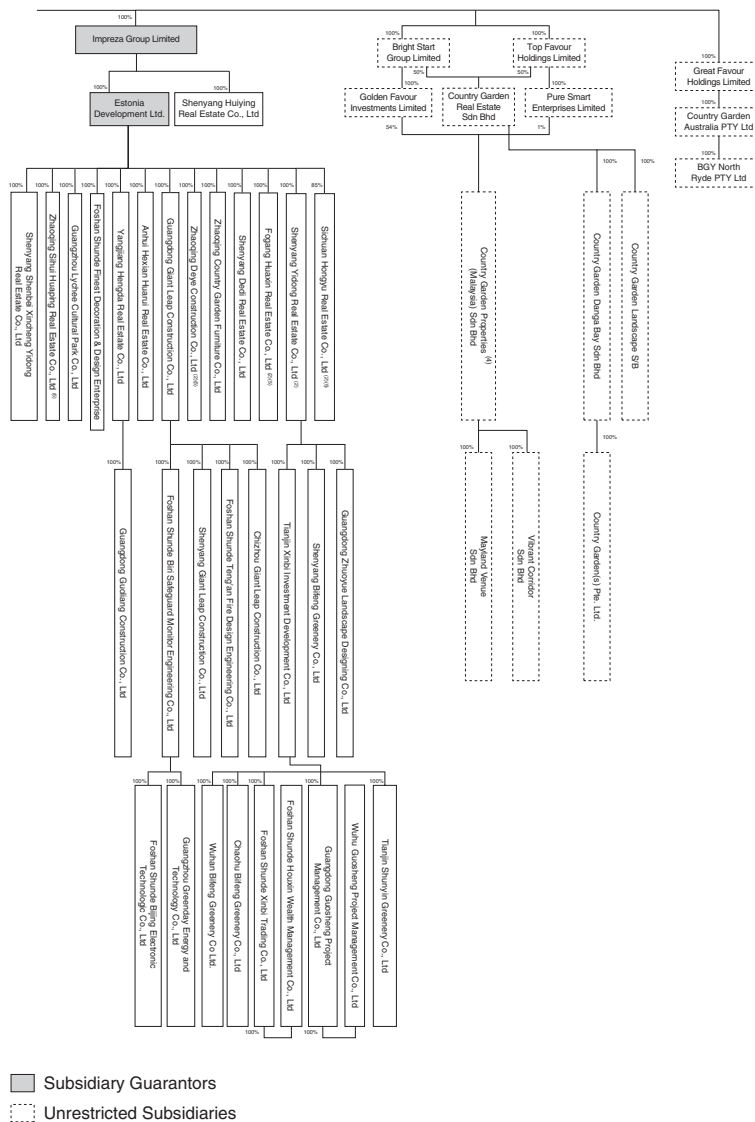 100%
100%
Impreza Group Limited
100%
100%
Estonia
Development Ltd.
Shenyang Huiying
Real Estate Co., Ltd
100%
Bright Start
Group Limited
100%
Top Favour
Holdings Limited
50%
50%
100%
100%
Golden Favour
Investments Limited
Country Garden
Real Estate
Sdn Bhd
Pure Smart
Enterprises Limited
54%
1%
100%
100%
100%
Great Favour
Holdings Limited
100%
Country Garden
Australia PTY Ltd
100%
BGY North
Ryde PTY Ltd
100%
100%
100%
100%
100%
100%
100%
100%
100%
100%
100%
100%
85%
Shenyang Shenbei Xincheng Yidong
Real Estate Co., Ltd
Zhaoqing Sihui Huaping Real Estate Co., Ltd
Guangzhou Lychee Cultural Park Co., Ltd
Foshan Shunde Finest Decoration & Design Enterprise
Yangjiang Hengda Real Estate Co., Ltd
Anhui Hexian Huarui Real Estate Co., Ltd
Guangdong Giant Leap Construction Co., Ltd
Zhaoqing Deye Construction Co., Ltd
Zhaoqing Country Garden Furniture Co., Ltd
Shenyang Dedi Real Estate Co., Ltd
Fogang Huaxin Real Estate Co., Ltd
Shenyang Yidong Real Estate Co., Ltd (2)
Sichuan Hongyu Real Estate Co., Ltd
Country Garden Properties (4)
(Malaysia) Sdn Bhd
Country Garden Danga Bay Sdn Bhd
Country Garden Landscape S'B
100%
100%
100%
100%
100%
100%
100%
100%
100%
100%
100%
Guangdong Guoliang Construction Co., Ltd
Foshan Shunde Biri Safeguard Monitor Engineering Co., Ltd
Shenyang Giant Leap Construction Co., Ltd
Foshan Shunde Teng'an Fire Design Engineering Co., Ltd
Chizhou Giant Leap Construction Co., Ltd
Tianjin Xinbi Investment Development Co., Ltd
Shenyang Bifeng Greenery Co., Ltd
Guangdong Zhuoyue Landscape Designing Co., Ltd
Mayland Venue
Sdn Bhd
Vibrant Corridor
Sdn Bhd
Country Garden(s) Pte. Ltd.
100%
100%
100%
100%
100%
100%
100%
100%
Foshan Shunde Bijing Electronic
Technologic Co., Ltd
Guangzhou Greenday Energy and
Technology Co., Ltd
Wuhan Bifeng Greenery Co Ltd.
Chaohu Bifeng Greenery Co., Ltd
Foshan Shunde Xinbi Trading Co., Ltd
Foshan Shunde Houxin Wealth Management Co., Ltd
Guangdong Guosheng Project
Management Co., Ltd
Wuhu Guosheng Project Management Co., Ltd
Tianjin Shunyin Greenery Co., Ltd
100%
100%
Subsidiary Guarantors
Unrestricted Subsidiaries